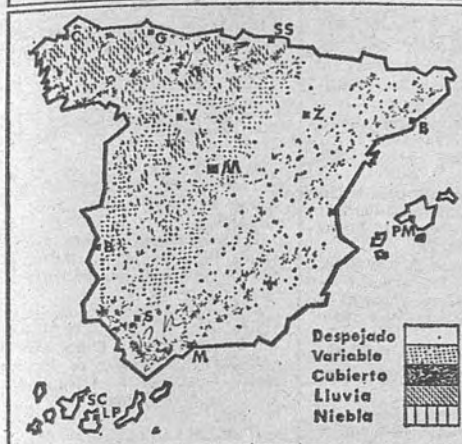 C G SS
V Z B
M
B PM
S
M
SC LP
Despejado
Variable
Cubierto
Lluvia
Niebla